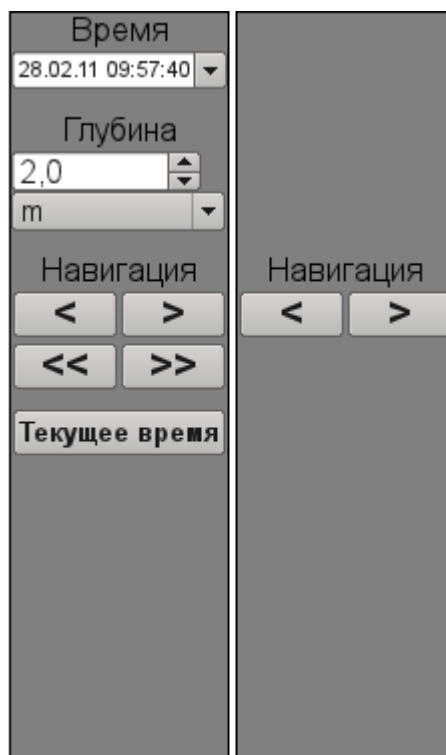 Время
28.02.11 09:57:40
Глубина
2,0
m
Навигация
< >
<< >>
Текущее время
Навигация
< >